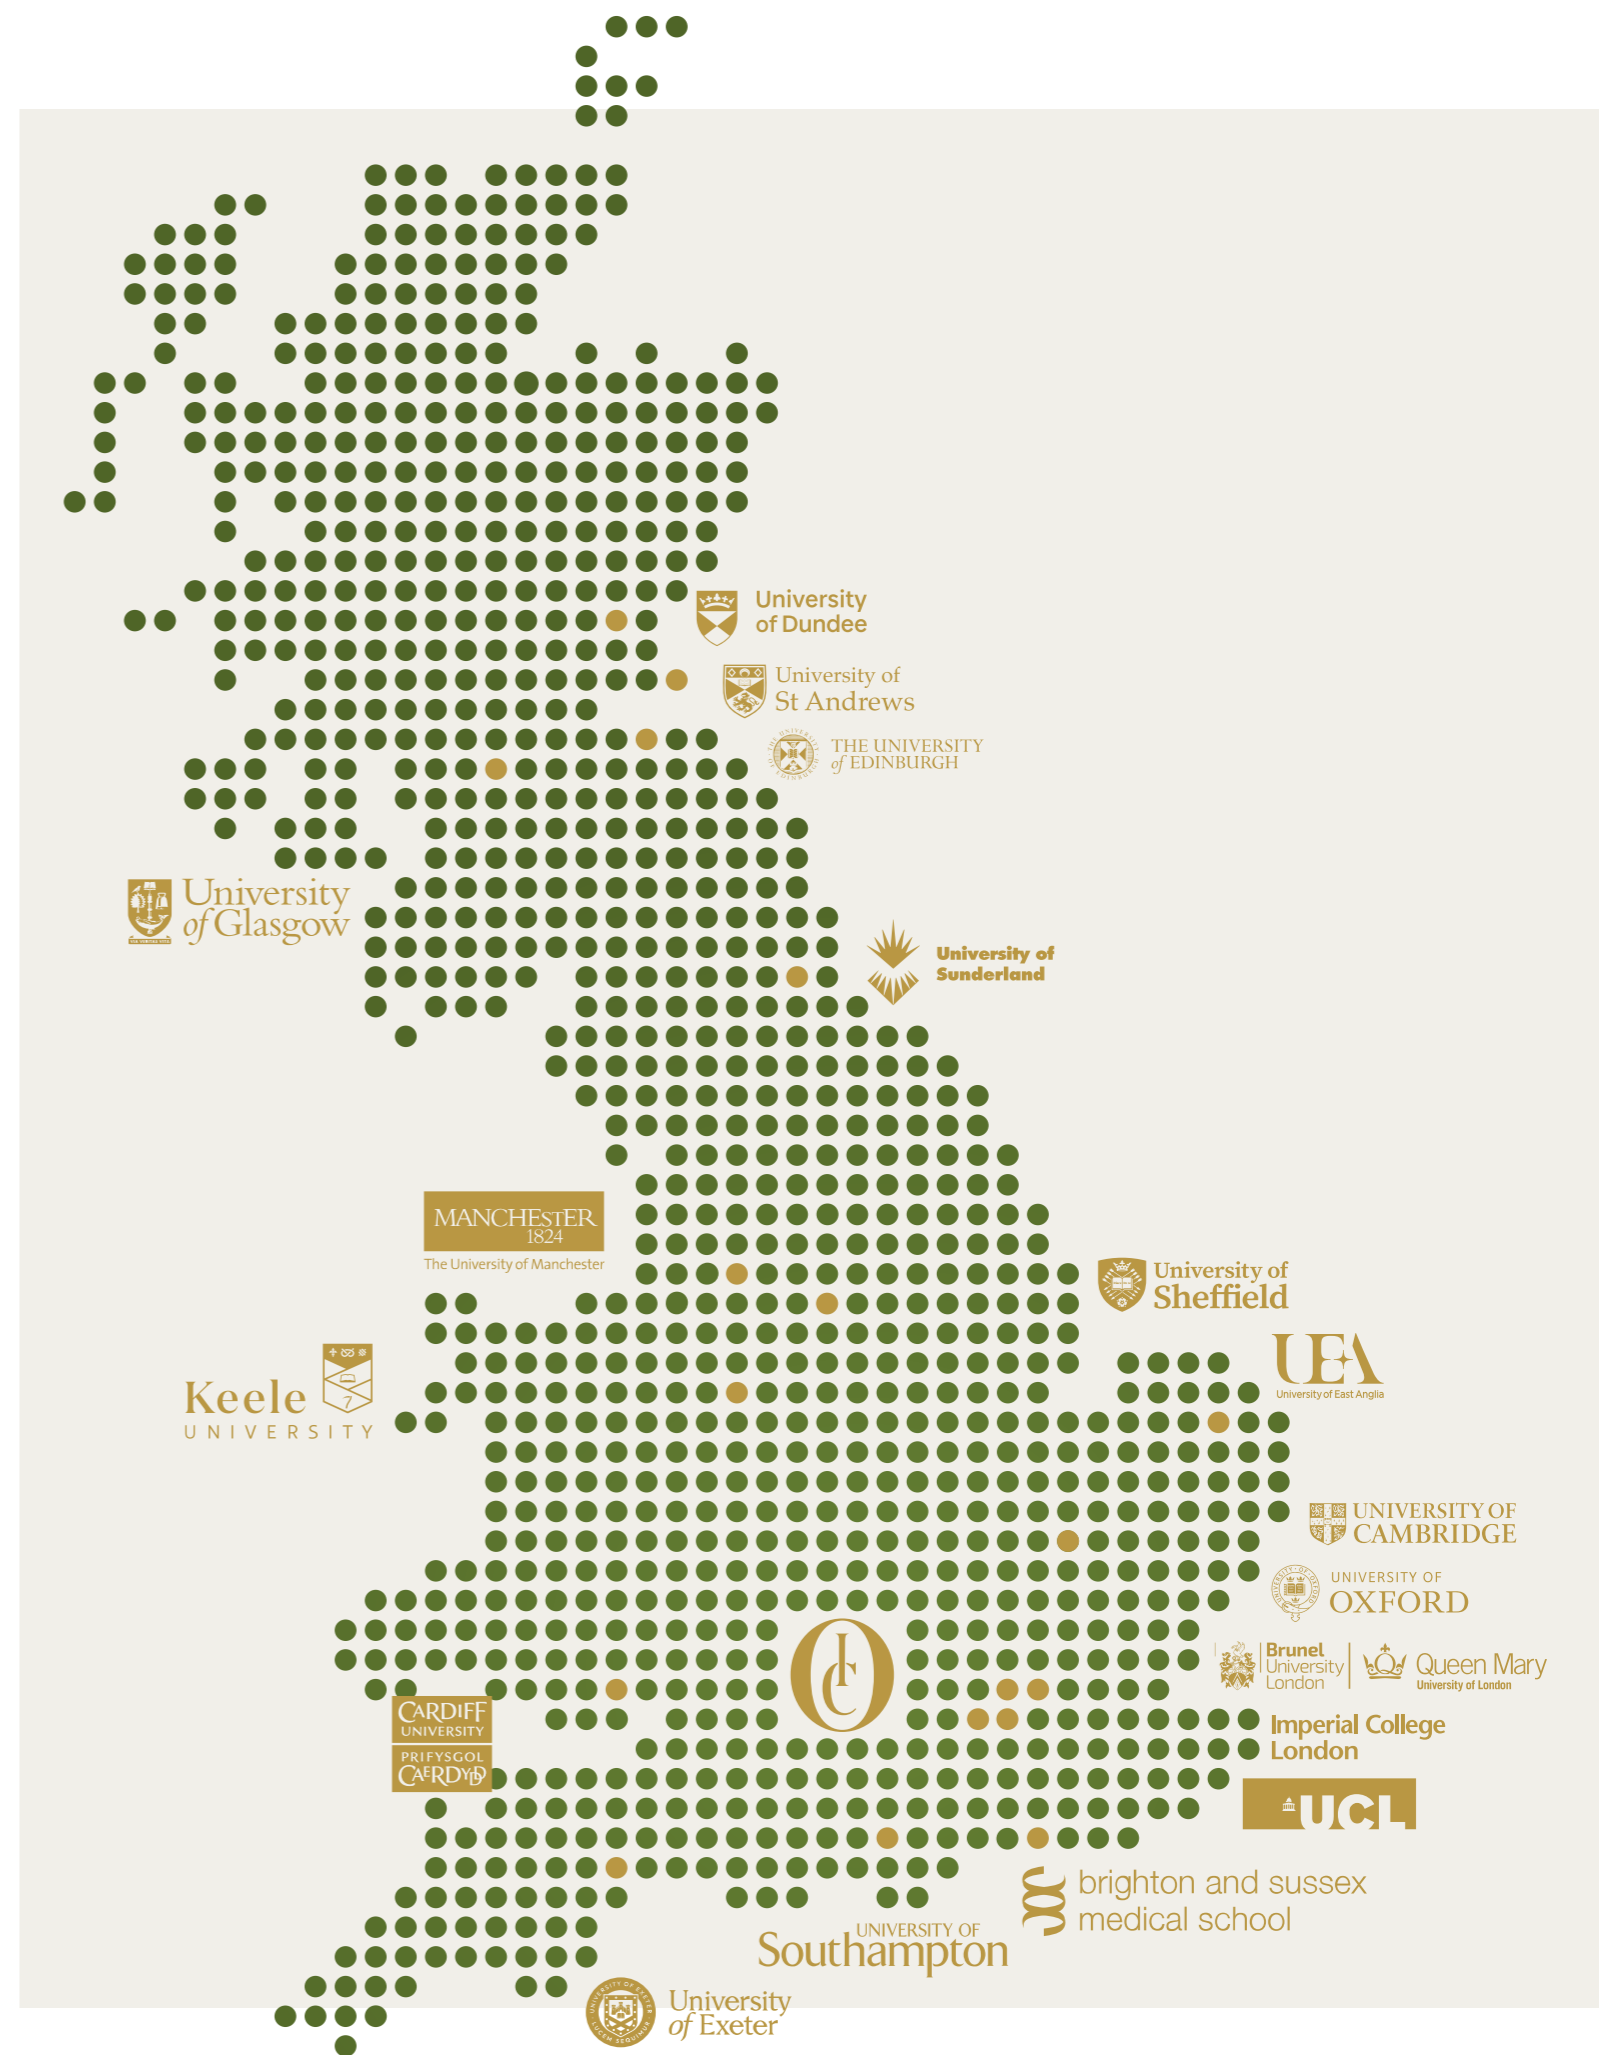 University
of Dundee
University of
St Andrews
THE UNIVERSITY
of EDINBURGH
University
of Glasgow
University of
Sunderland
MANCHESTER
1824
The University of Manchester
University of
Sheffield
UEA
University of East Anglia
Keele
UNIVERSITY
UNIVERSITY OF
CAMBRIDGE
UNIVERSITY OF
OXFORD
Brunel
University
London
Queen Mary
University of London
CARDIFF
UNIVERSITY
PRIFYSGOL
CAERDYDD
Imperial College
London
UCL
brighton and sussex
medical school
UNIVERSITY OF
Southampton
University
of Exeter